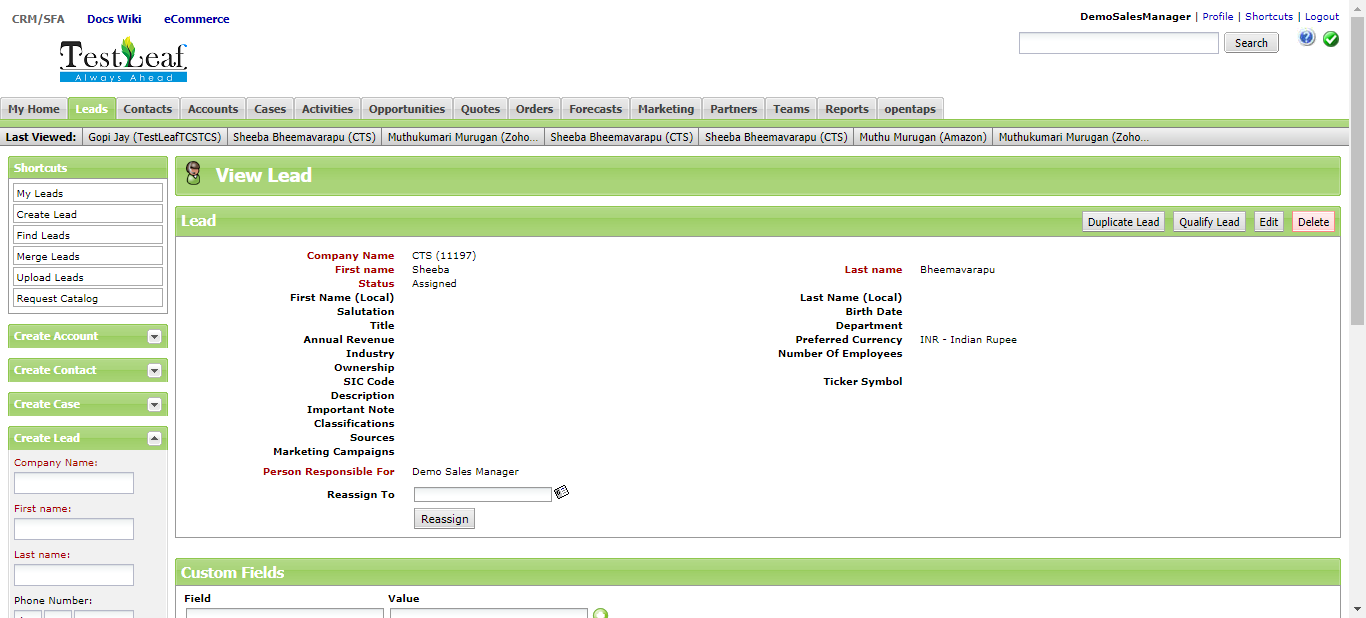 CRM/SFA Docs Wiki eCommerce
DemoSalesManager | Profile | Shortcuts | Logout
TestLeaf
Always Ahead
Search
?
My Home Leads Contacts Accounts Cases Activities Opportunities Quotes Orders Forecasts Marketing Partners Teams Reports opentaps
Last Viewed: Gopi Jay (TestLeafTCSTCS) Sheeba Bheemavarapu (CTS) Muthukumari Murugan (Zoho... Sheeba Bheemavarapu (CTS) Sheeba Bheemavarapu (CTS) Muthu Murugan (Amazon) Muthukumari Murugan (Zoho...
Shortcuts
My Leads
Create Lead
Find Leads
Merge Leads
Upload Leads
Request Catalog
Create Account
Create Contact
Create Case
Create Lead
Company Name:
First name:
Last name:
Phone Number:
View Lead
Lead
Duplicate Lead Qualify Lead Edit Delete
Company Name CTS (11197)
First name Sheeba Last name Bheemavarapu
Status Assigned
First Name (Local) Last Name (Local)
Salutation Birth Date
Title Department
Annual Revenue Preferred Currency INR - Indian Rupee
Industry Number Of Employees
Ownership
SIC Code Ticker Symbol
Description
Important Note
Classifications
Sources
Marketing Campaigns
Person Responsible For Demo Sales Manager
Reassign To
Reassign
Custom Fields
Field Value